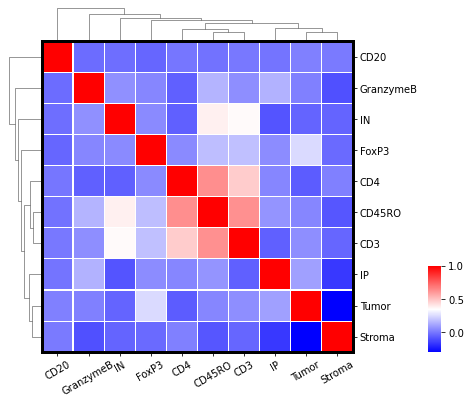 CD20
GranzymeB
IN
FoxP3
CD4
CD45RO
CD3
IP
Tumor
Stroma
1.0
0.5
0.0
CD20 GranzymeB IN FoxP3 CD4 CD45RO CD3 IP Tumor Stroma